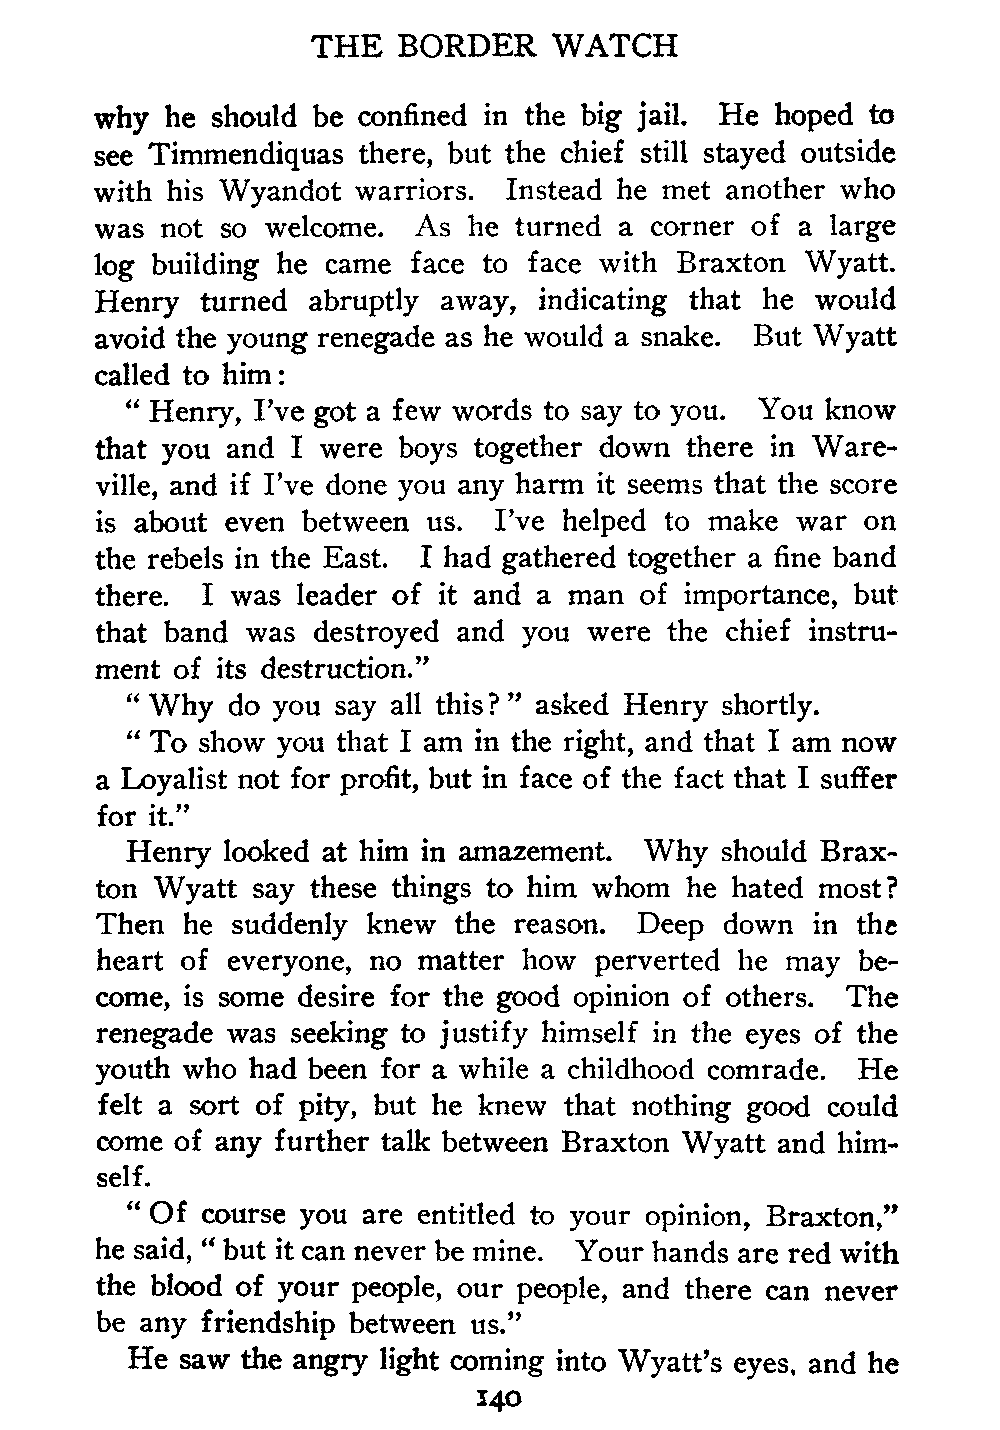 THE BORDER WATCH
why he should be confined in the big jail. He hoped to
see Timmendiquas there, but the chief still stayed outside
with his Wyandot warriors. Instead he met another who
was not so welcome. As he turned a corner of a large
log building he came face to face with Braxton Wyatt.
Henry turned abruptly away, indicating that he would
avoid the young renegade as he would a snake. But Wyatt
called to him:
“Henry, I’ve got a few words to say to you. You know
that you and I were boys together down there in Ware-
ville, and if I’ve done you any harm it seems that the score
is about even between us. I’ve helped to make war on
the rebels in the East. I had gathered together a fine band
there. I was leader of it and a man of importance, but
that band was destroyed and you were the chief instru-
ment of its destruction.”
“Why do you say all this?” asked Henry shortly.
“To show you that I am in the right, and that I am now
a Loyalist not for profit, but in face of the fact that I suffer
for it.”
Henry looked at him in amazement. Why should Brax-
ton Wyatt say these things to him whom he hated most?
Then he suddenly knew the reason. Deep down in the
heart of everyone, no matter how perverted he may be-
come, is some desire for the good opinion of others. The
renegade was seeking to justify himself in the eyes of the
youth who had been for a while a childhood comrade. He
felt a sort of pity, but he knew that nothing good could
come of any further talk between Braxton Wyatt and him-
self.
“Of course you are entitled to your opinion, Braxton,”
he said, “but it can never be mine. Your hands are red with
the blood of your people, our people, and there can never
be any friendship between us.”
He saw the angry light coming into Wyatt’s eyes, and he
140